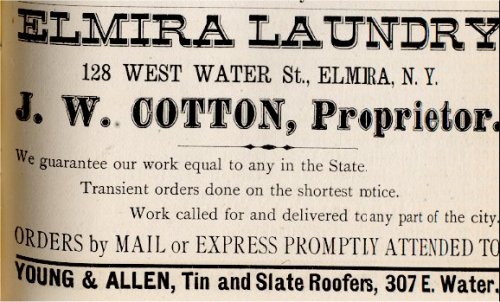 ELMIRA LAUNDRY
128 WEST WATER St., ELMIRA, N. Y.
J. W. COTTON, Proprietor.
We guarantee our work equal to any in the State.
Transient orders done on the shortest notice.
Work called for and delivered to any part of the city.
ORDERS by MAIL or EXPRESS PROMPTLY ATTENDED TO
YOUNG & ALLEN, Tin and Slate Roofers, 307 E. Water.